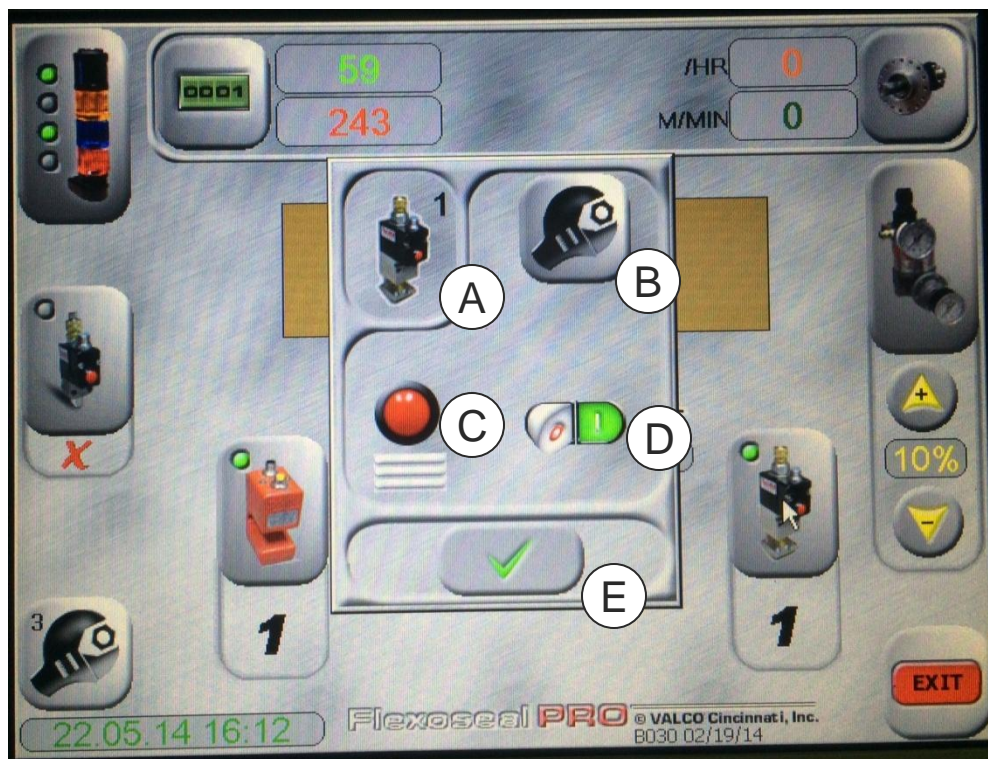 0001
59
243
/HR
0
M/MIN
0
1
A
B
C
0
I
D
X
10%
1
1
E
3
EXIT
22.05.14 16:12
Flexoseal PRO © VALCO Cincinnati, Inc.
B030 02/19/14